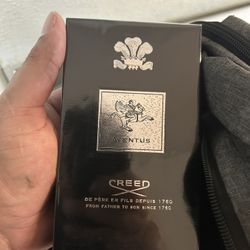 AVENTUS
CREED
DE PÈRE EN FILS DEPUIS 1760
FROM FATHER TO SON SINCE 1760